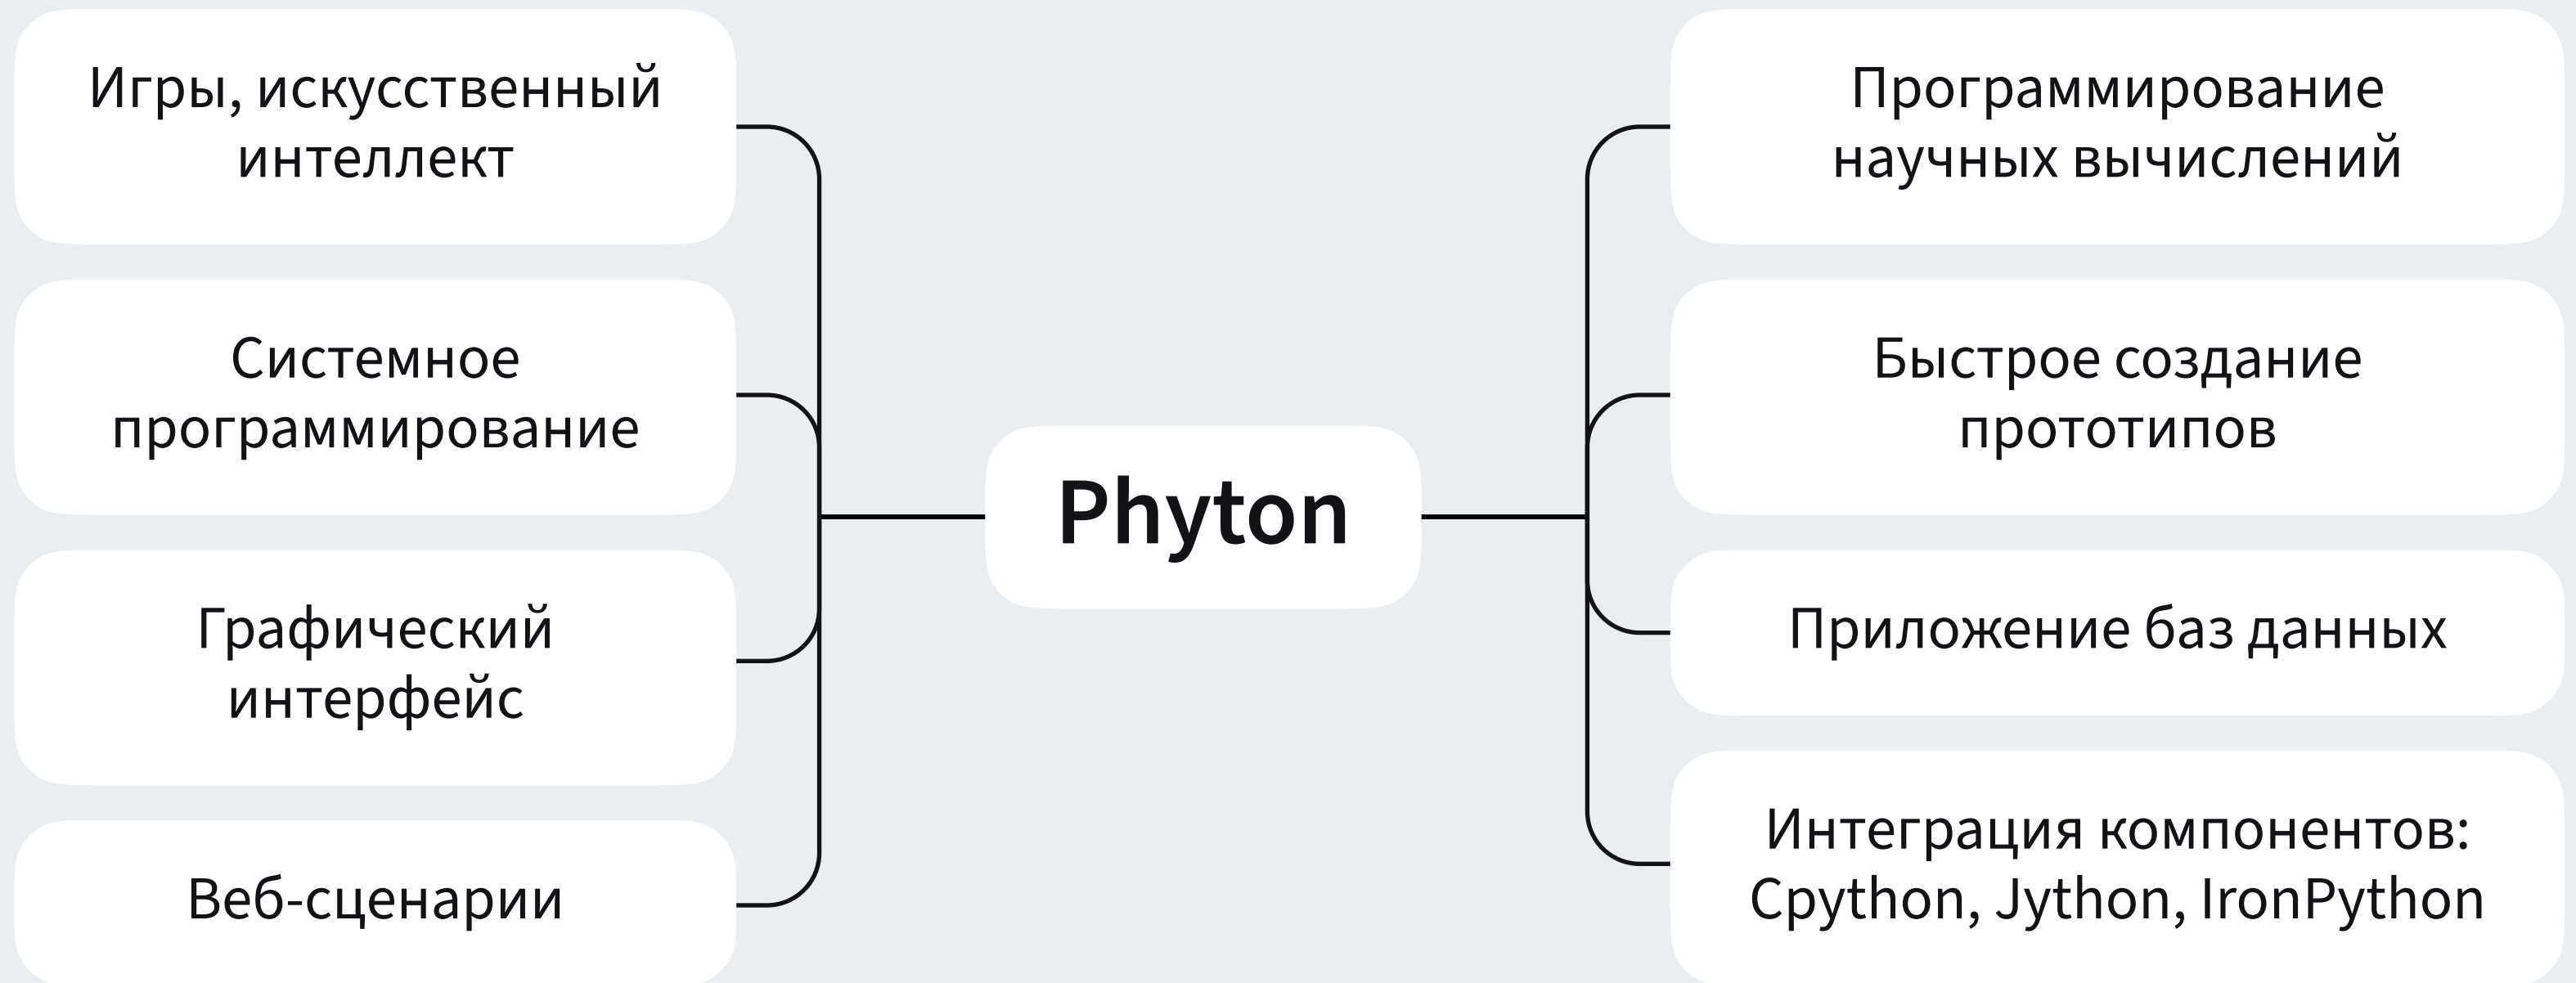 Игры, искусственный
интеллект
Системное
программирование
Графический
интерфейс
Веб-сценарии
Phyton
Программирование
научных вычислений
Быстрое создание
прототипов
Приложение баз данных
Интеграция компонентов:
Cpython, Jython, IronPython